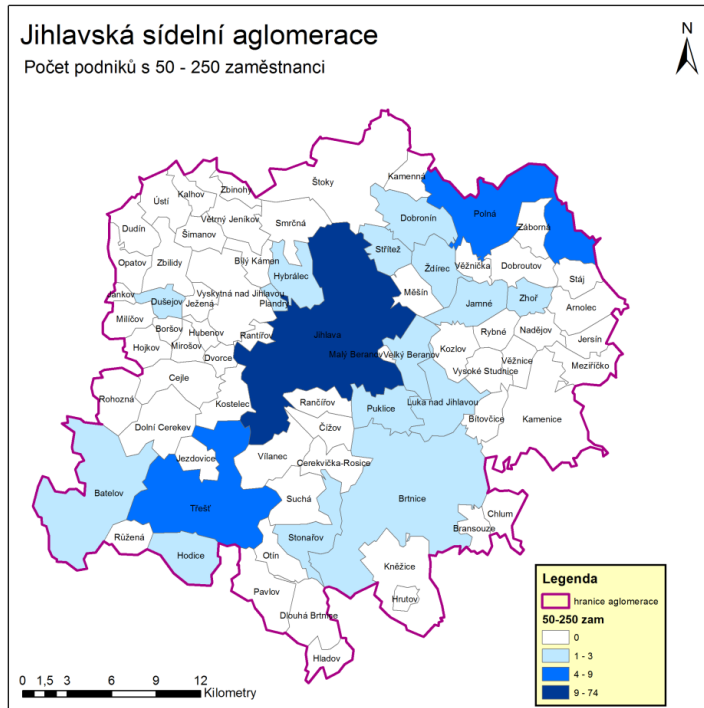 Jihlavská sídelní aglomerace
N
Počet podniků s 50 - 250 zaměstnanci
Štoky
Kamenná
Zbinohy
Kalhov
Ústí
Větrný Jeníkov
Smrčná
Dobronín
Polná
Záborná
Dudín
Šimanov
Střítež
Opatov
Zbilidy
Bílý Kámen
Hybrálec
Ždírec
Věžnička
Dobroutov
Stáj
Jankov
Dušejov
Ježená
Vyskytná nad Jihlavou
Plandry
Měšín
Jamné
Zhoř
Arnolec
Milíčov
Boršov
Hubenov
Rantířov
Jihlava
Rybné
Nadějov
Jersín
Hojkov
Mirošov
Dvorce
Malý Beranov
Velký Beranov
Kozlov
Vysoké Studnice
Věžnice
Meziříčko
Cejle
Rohozná
Kostelec
Rančířov
Puklice
Luka nad Jihlavou
Bítovčice
Kamenice
Dolní Cerekev
Čížov
Jezdovice
Vílanec
Cerekvička-Rosice
Batelov
Třešť
Suchá
Brtnice
Chlum
Bransouze
Růžená
Hodice
Stonařov
Otín
Kněžice
Pavlov
Hrutov
Dlouhá Brtnice
Hladov
Legenda
hranice aglomerace
50-250 zam
0
1 - 3
4 - 9
9 - 74
0 1,5 3 6 9 12
Kilometry